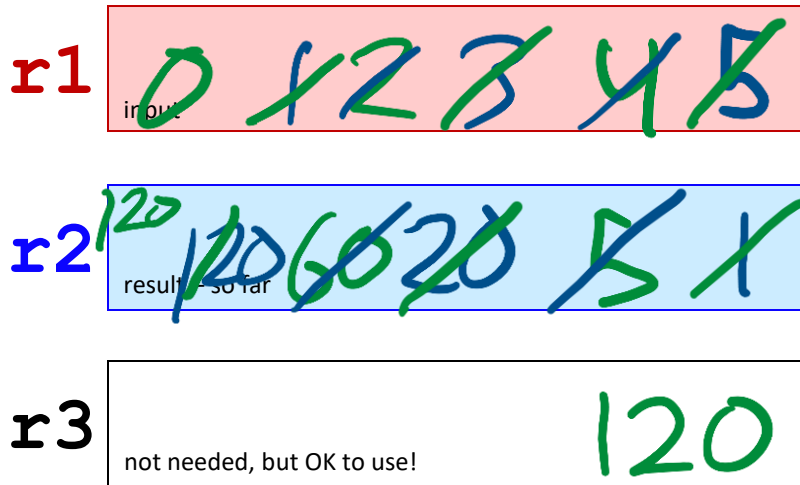 r1 0 1 2 3 4 5
input
120
r2 120 60 20 5 1
result - so far
r3 120
not needed, but OK to use!